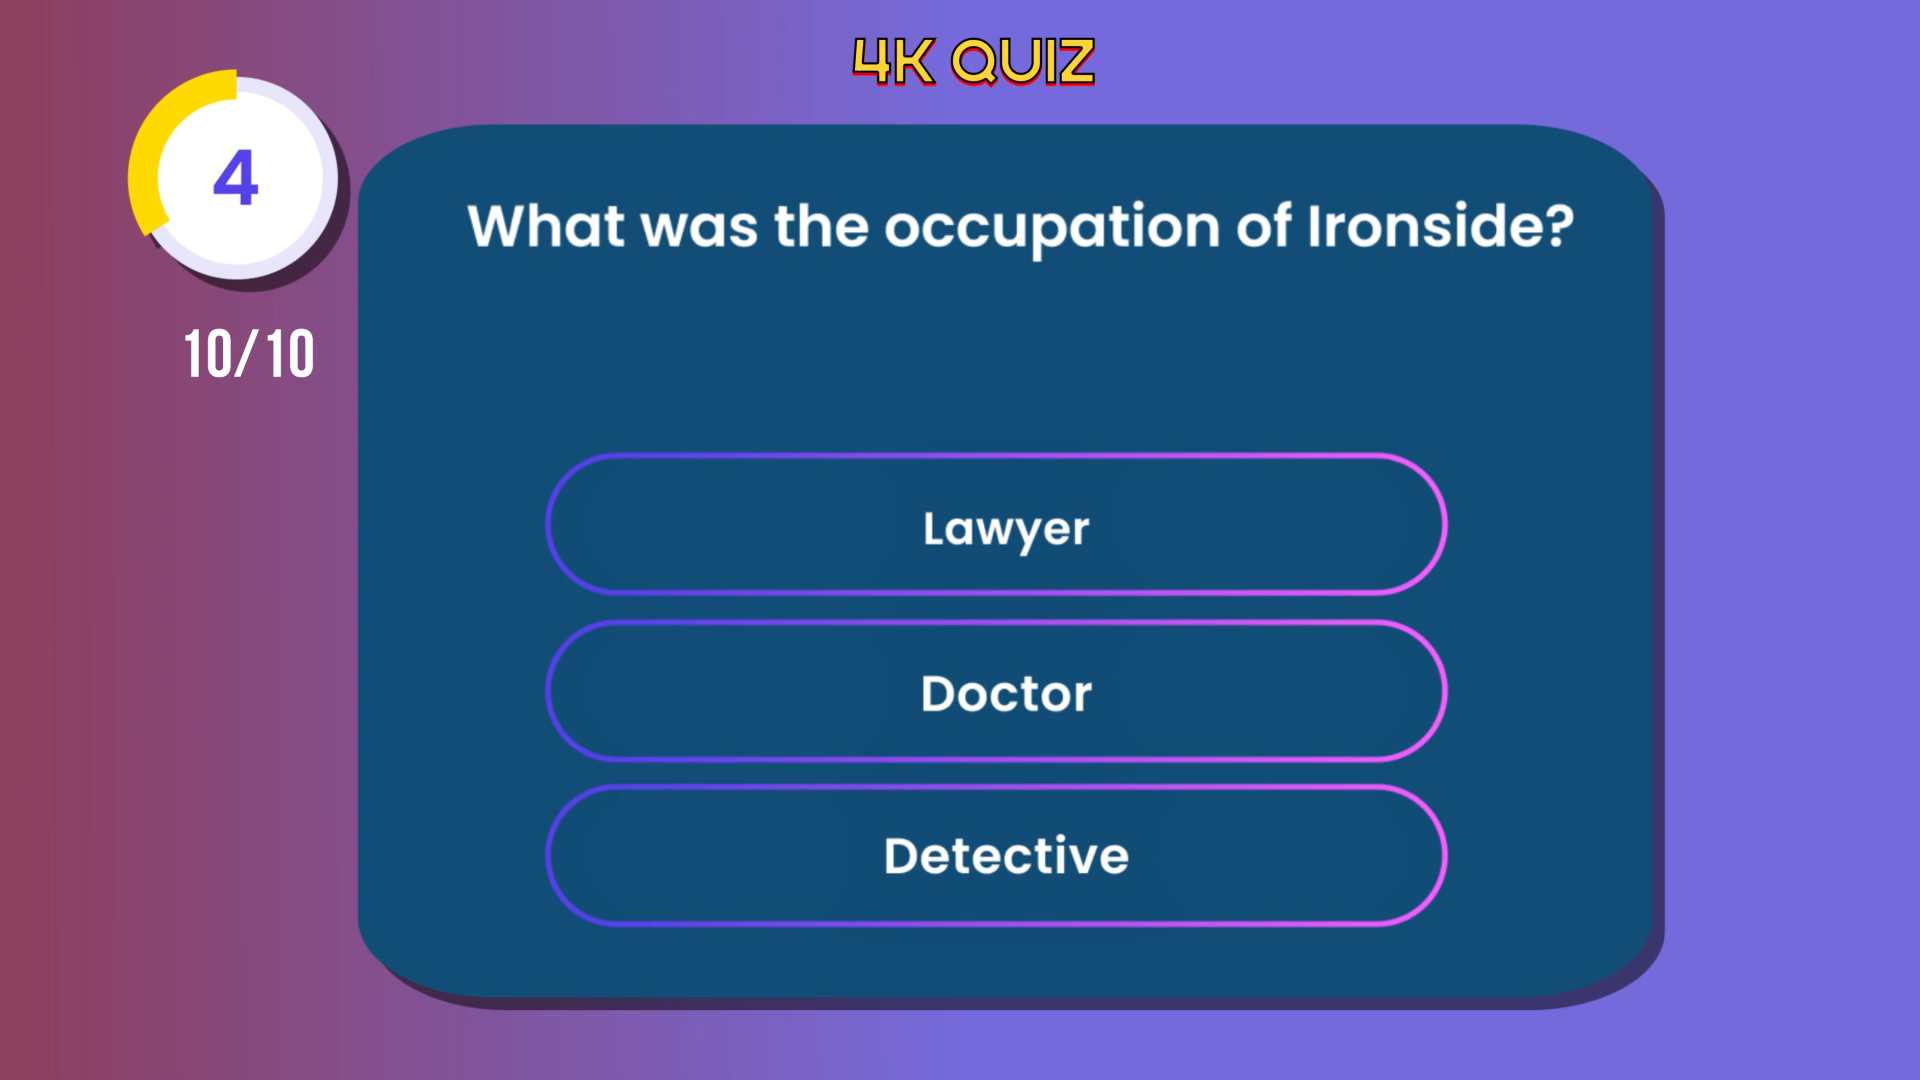 4K QUIZ
4
10/10
What was the occupation of Ironside?
Lawyer
Doctor
Detective